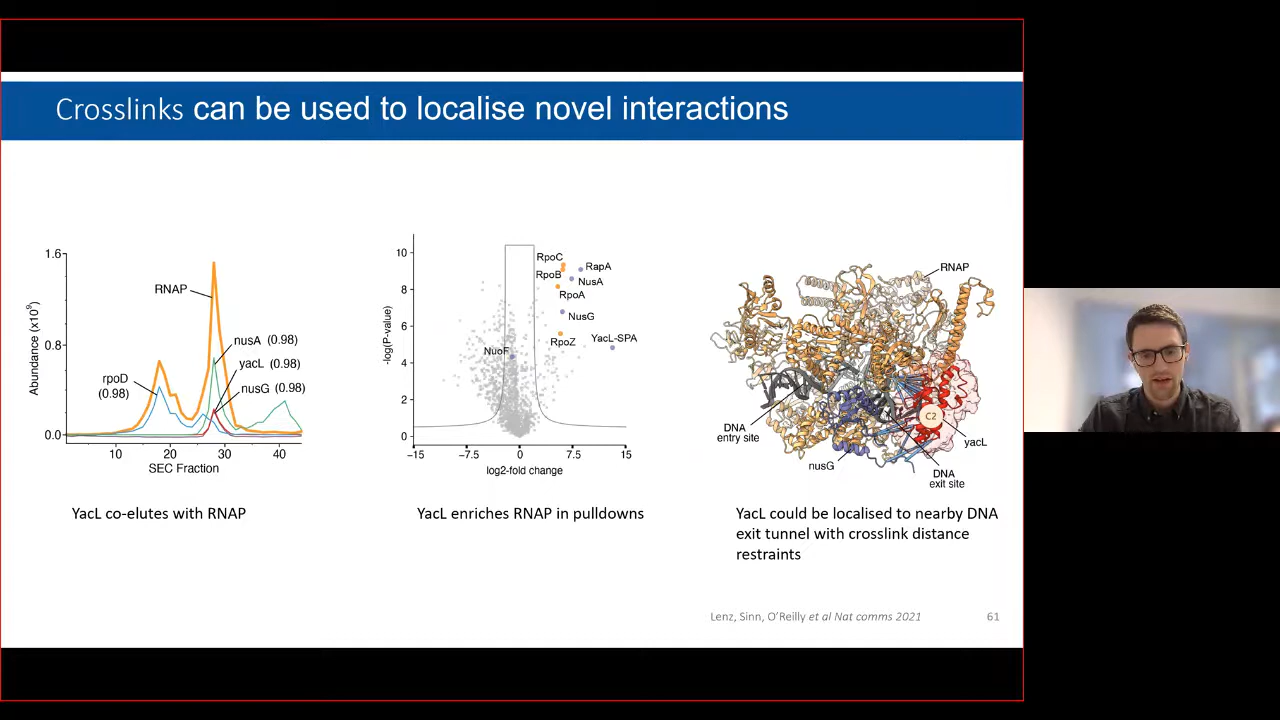 Crosslinks can be used to localise novel interactions
1.6
0.8
0.0
Abundance (x10⁹)
10
20
30
40
SEC Fraction
RNAP
rpoD
(0.98)
nusA (0.98)
yacL (0.98)
nusG (0.98)
YacL co-elutes with RNAP
10
8
6
4
2
0
-log(P-value)
−15
−7.5
0
7.5
15
log2-fold change
RpoC
RpoB
RapA
NusA
RpoA
NusG
RpoZ
YacL-SPA
NuoF
YacL enriches RNAP in pulldowns
RNAP
DNA
entry site
nusG
C2
yacL
DNA
exit site
YacL could be localised to nearby DNA
exit tunnel with crosslink distance
restraints
Lenz, Sinn, O'Reilly et al Nat comms 2021
61